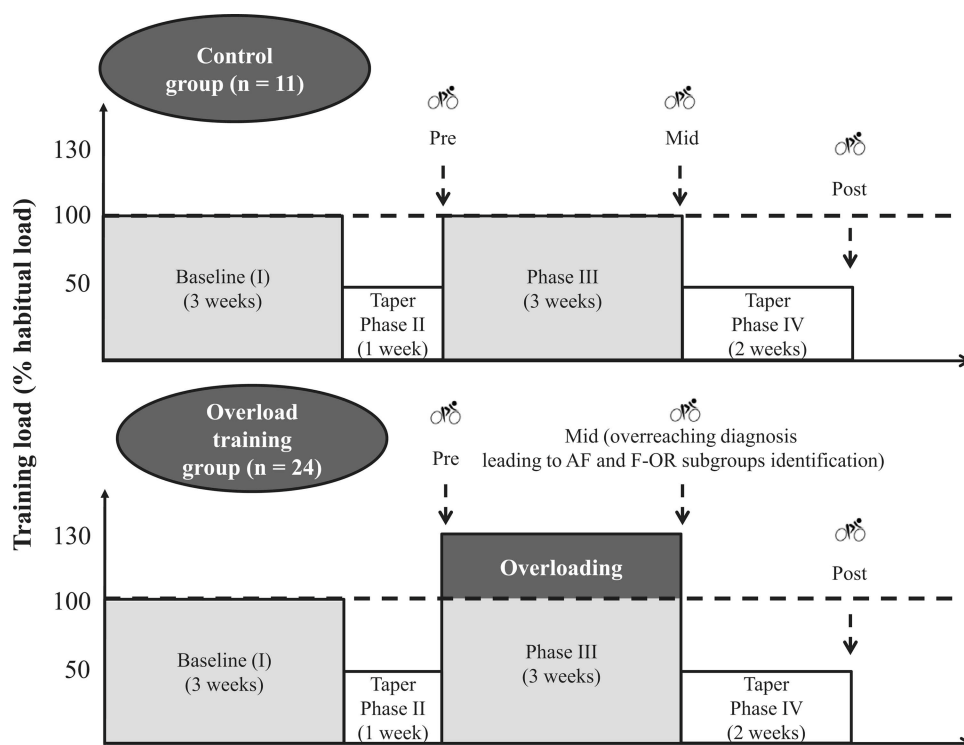 Control
group (n = 11)
Training load (% habitual load)
130
100
50
Pre
Mid
Post
Baseline (I)
(3 weeks)
Taper
Phase II
(1 week)
Phase III
(3 weeks)
Taper
Phase IV
(2 weeks)
Overload
training
group (n = 24)
130
100
50
Pre
Mid (overreaching diagnosis
leading to AF and F-OR subgroups identification)
Post
Overloading
Baseline (I)
(3 weeks)
Taper
Phase II
(1 week)
Phase III
(3 weeks)
Taper
Phase IV
(2 weeks)